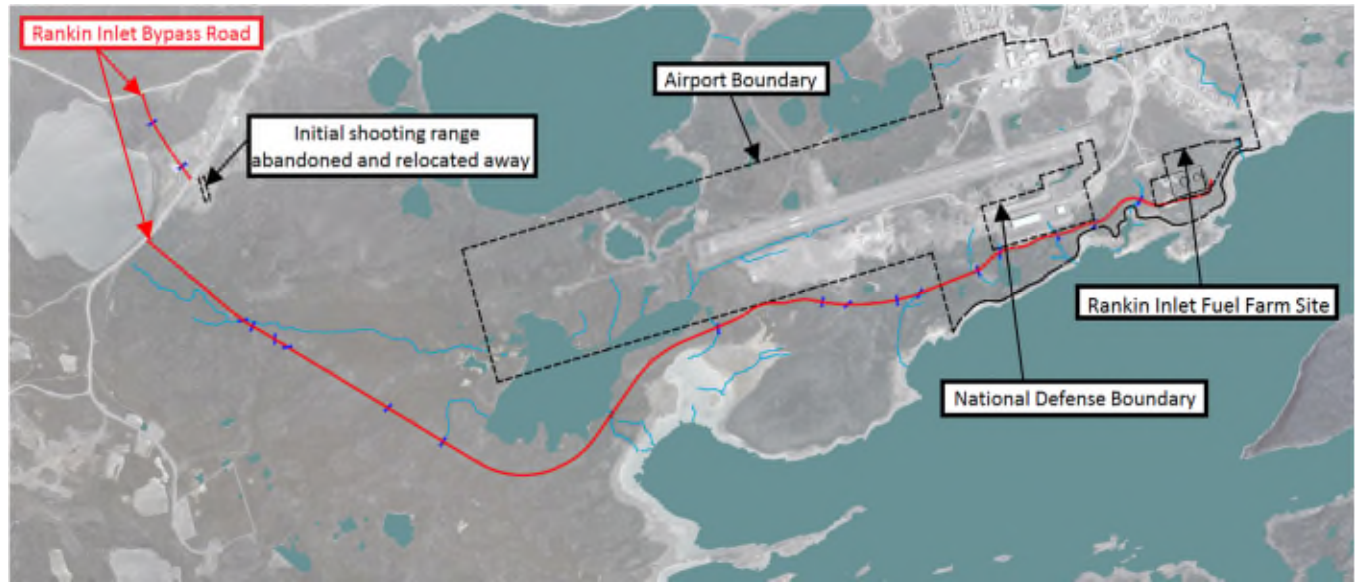 Rankin Inlet Bypass Road
Airport Boundary
Initial shooting range
abandoned and relocated away
Rankin Inlet Fuel Farm Site
National Defense Boundary